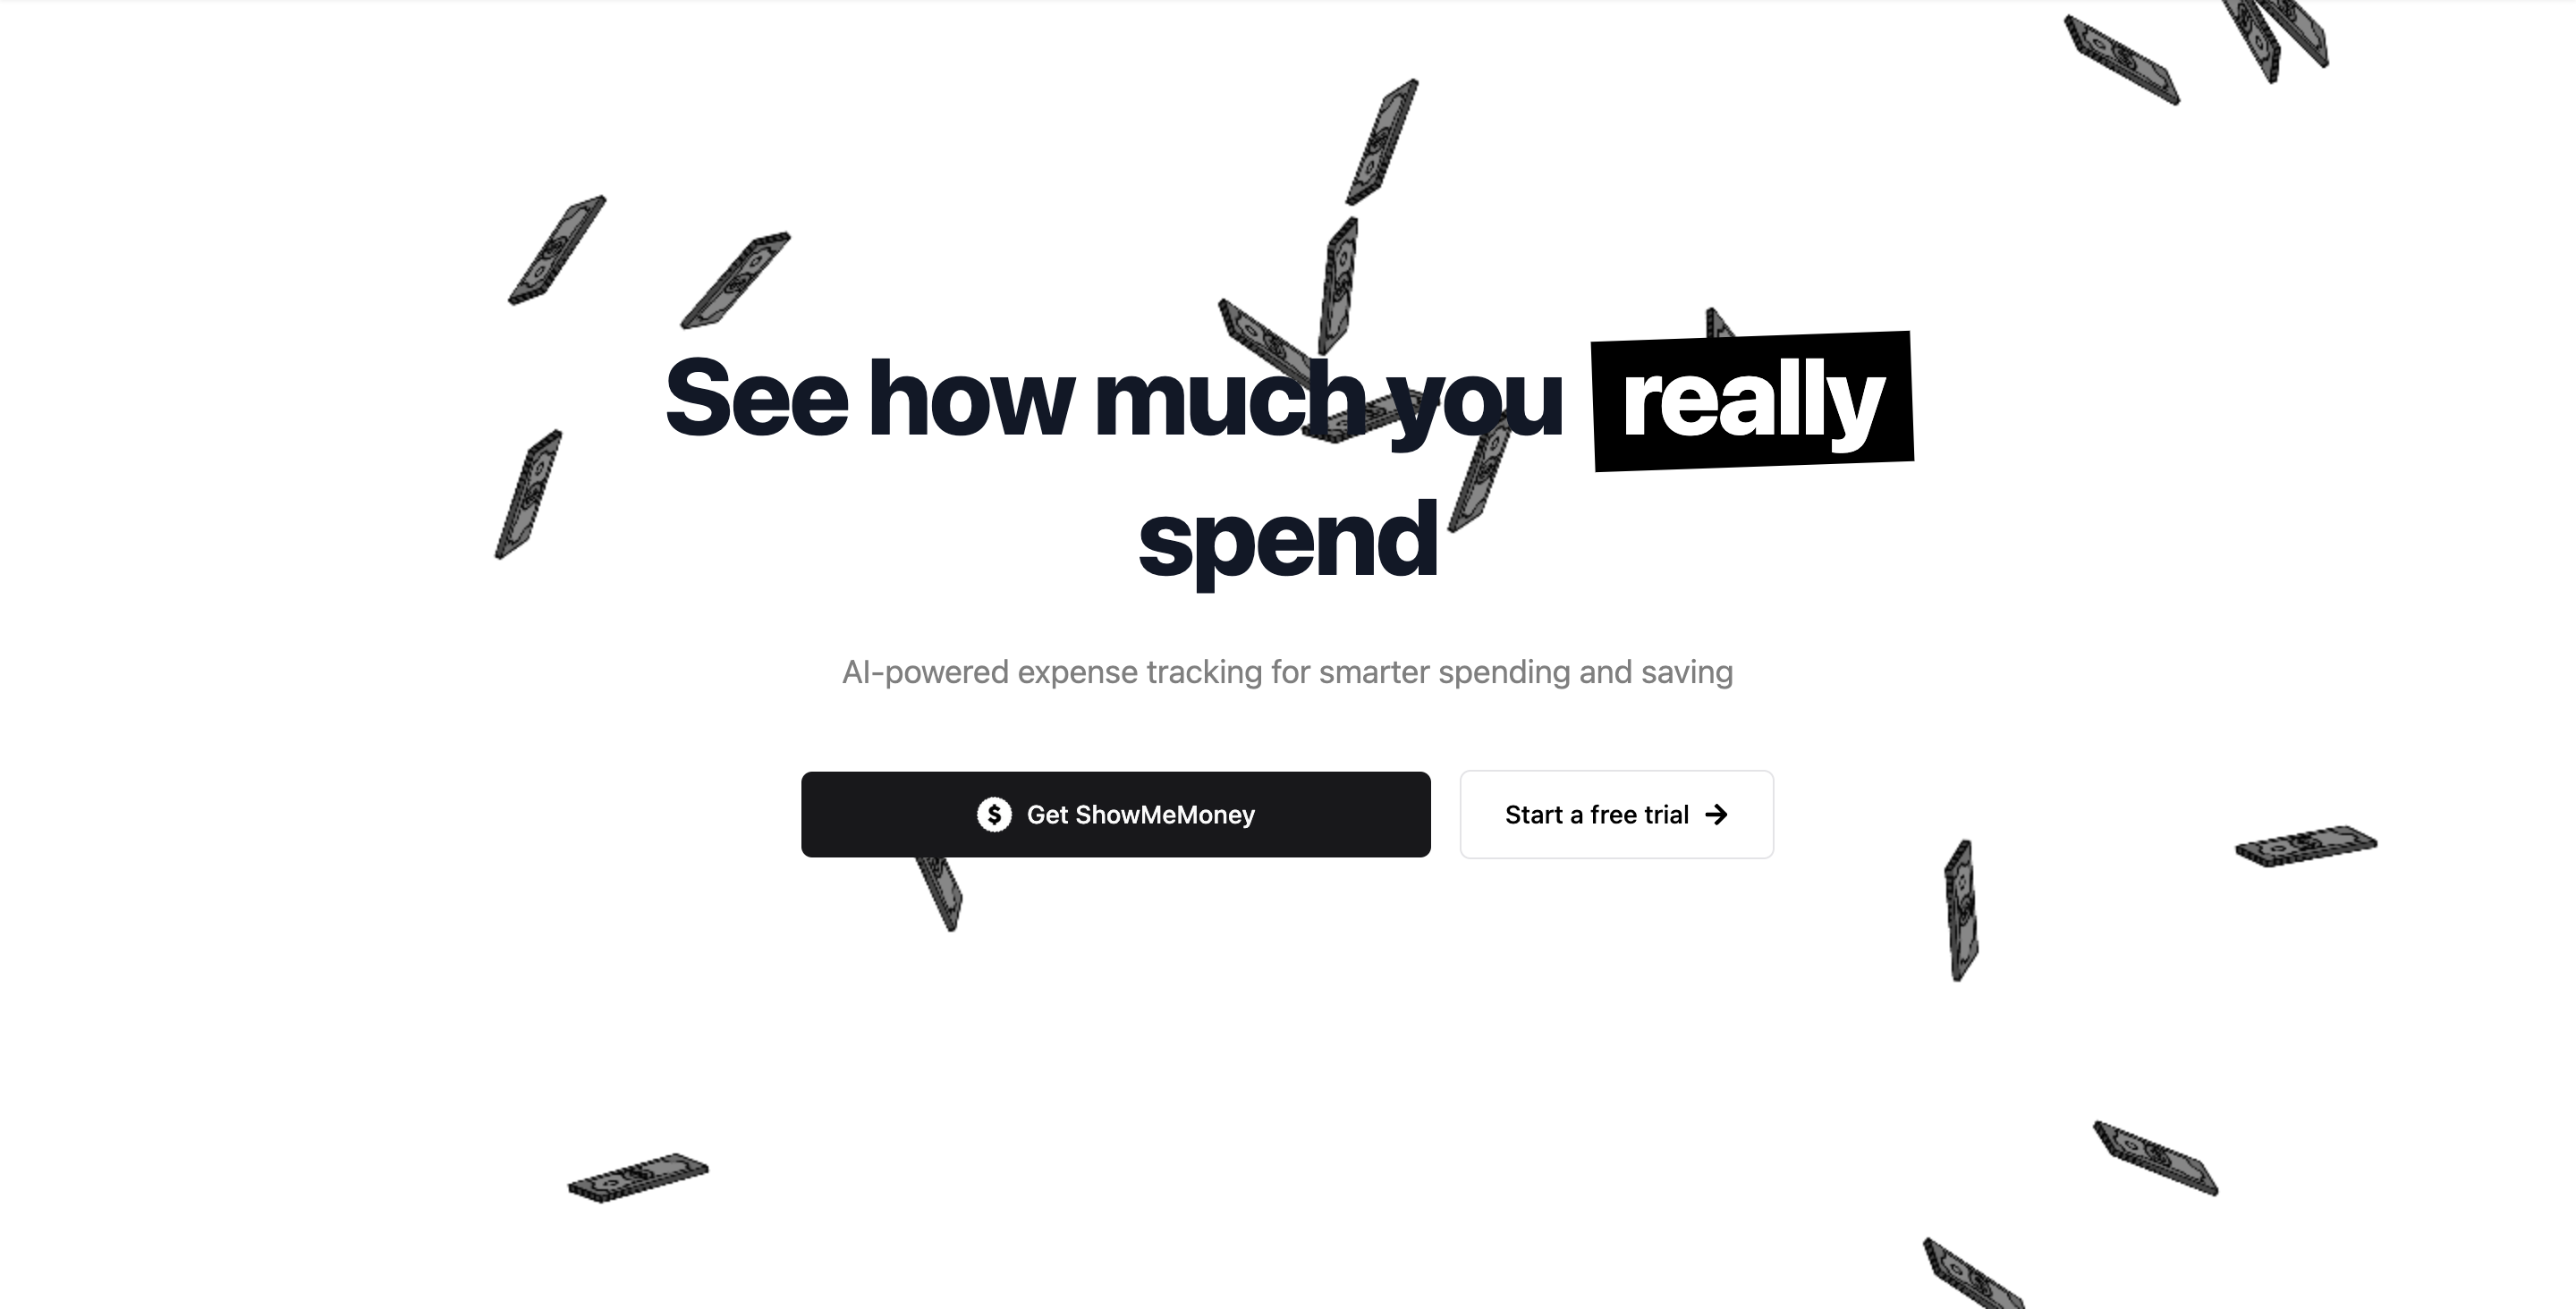 See how much you really
spend
AI-powered expense tracking for smarter spending and saving
Get ShowMeMoney
Start a free trial →